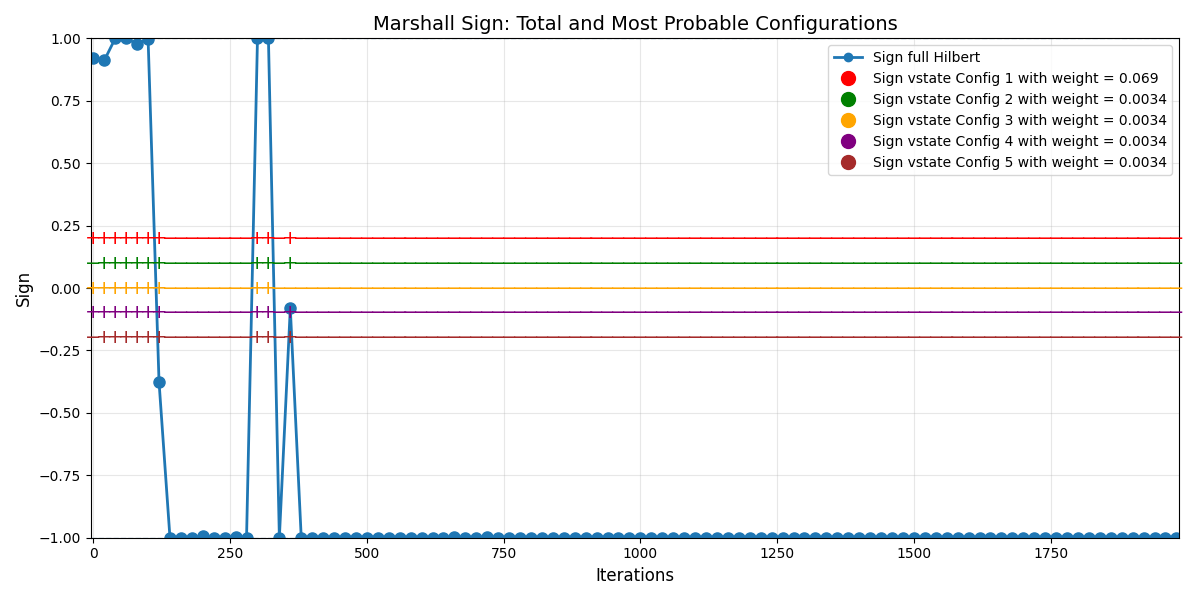 Marshall Sign: Total and Most Probable Configurations
Sign full Hilbert
Sign vstate Config 1 with weight = 0.069
Sign vstate Config 2 with weight = 0.0034
Sign vstate Config 3 with weight = 0.0034
Sign vstate Config 4 with weight = 0.0034
Sign vstate Config 5 with weight = 0.0034
Sign
1.00
0.75
0.50
0.25
0.00
−0.25
−0.50
−0.75
−1.00
0 250 500 750 1000 1250 1500 1750
Iterations